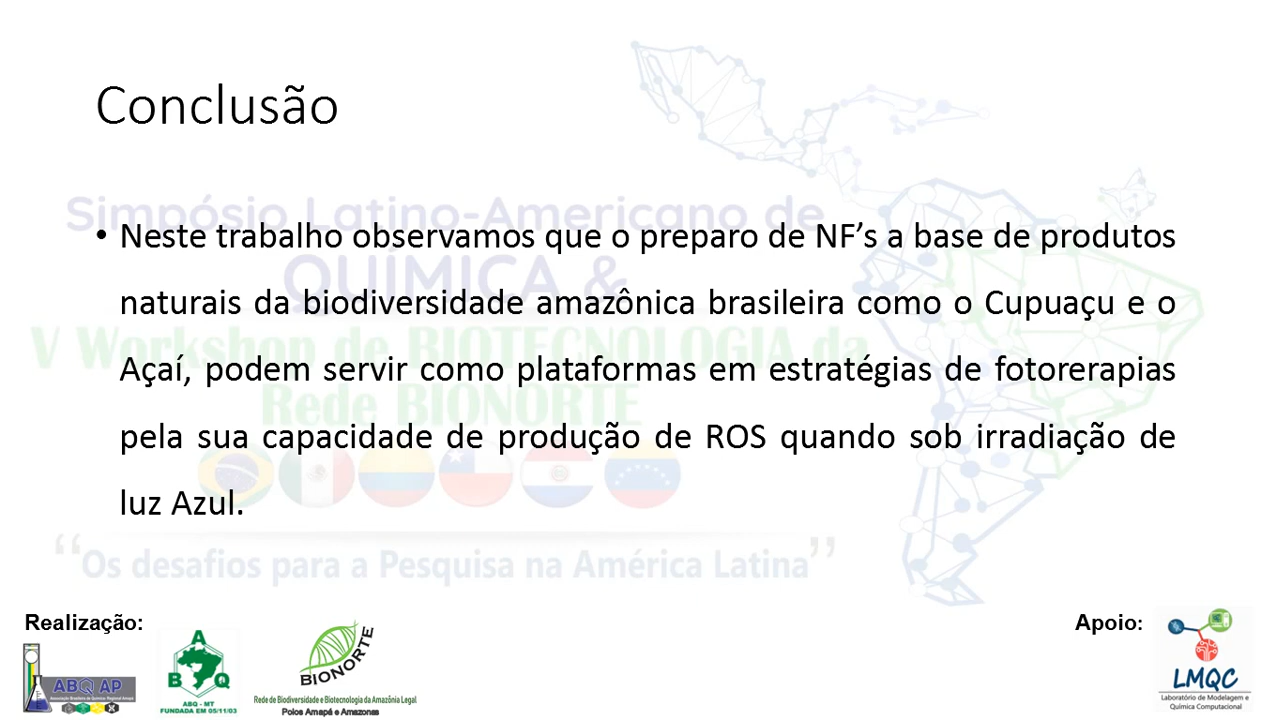 Conclusão
Simpósio Latino-Americano de
QUÍMICA &
V Workshop de BIOTECNOLOGIA da
Rede BIONORTE
• Neste trabalho observamos que o preparo de NF’s a base de produtos
naturais da biodiversidade amazônica brasileira como o Cupuaçu e o
Açaí, podem servir como plataformas em estratégias de fotorerapias
pela sua capacidade de produção de ROS quando sob irradiação de
luz Azul.
“Os desafios para a Pesquisa na América Latina”
Realização:
ABQ AP
A
B Q
ABQ - MT
FUNDADA EM 05/11/03
BIONORTE
Rede de Biodiversidade e Biotecnologia da Amazônia Legal
Polos Amapá e Amazonas
Apoio:
LMQC
Laboratório de Modelagem e
Química Computacional